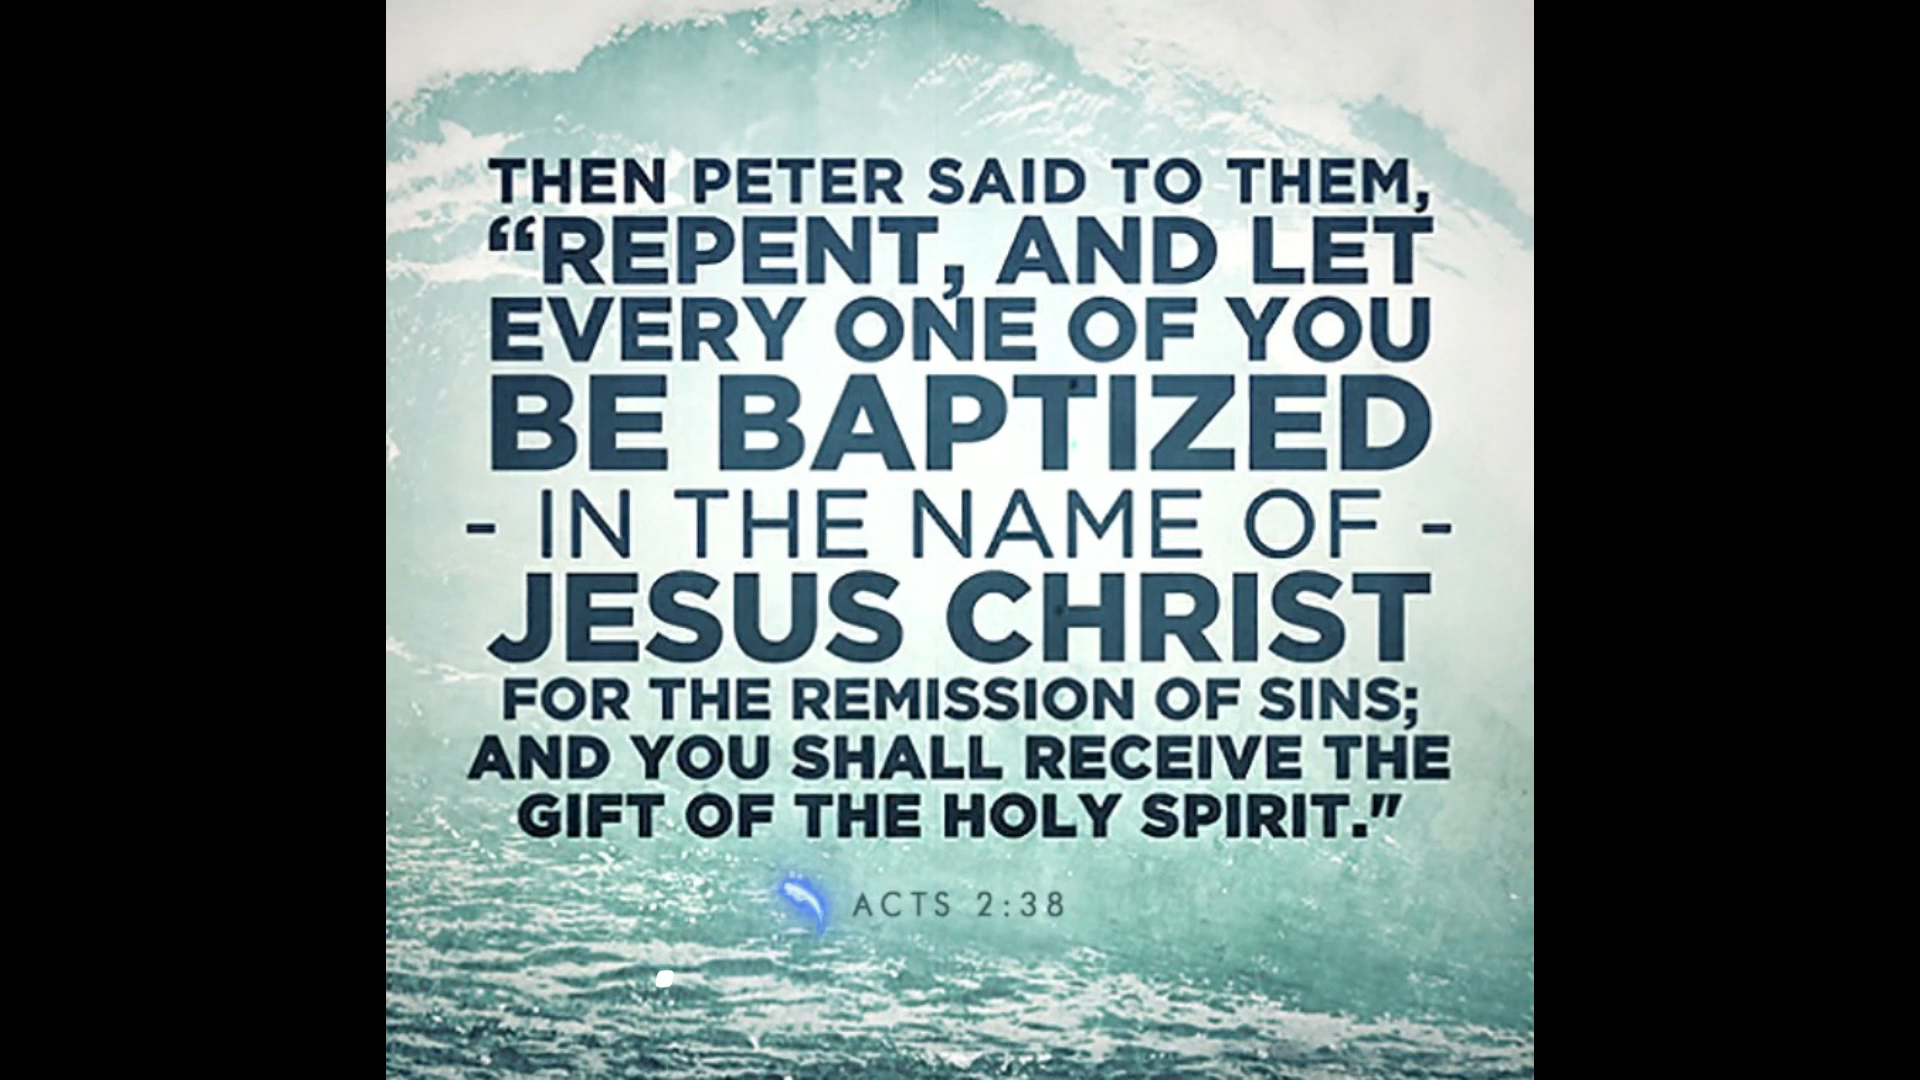 THEN PETER SAID TO THEM,
“REPENT, AND LET
EVERY ONE OF YOU
BE BAPTIZED
- IN THE NAME OF -
JESUS CHRIST
FOR THE REMISSION OF SINS;
AND YOU SHALL RECEIVE THE
GIFT OF THE HOLY SPIRIT."
ACTS 2:38